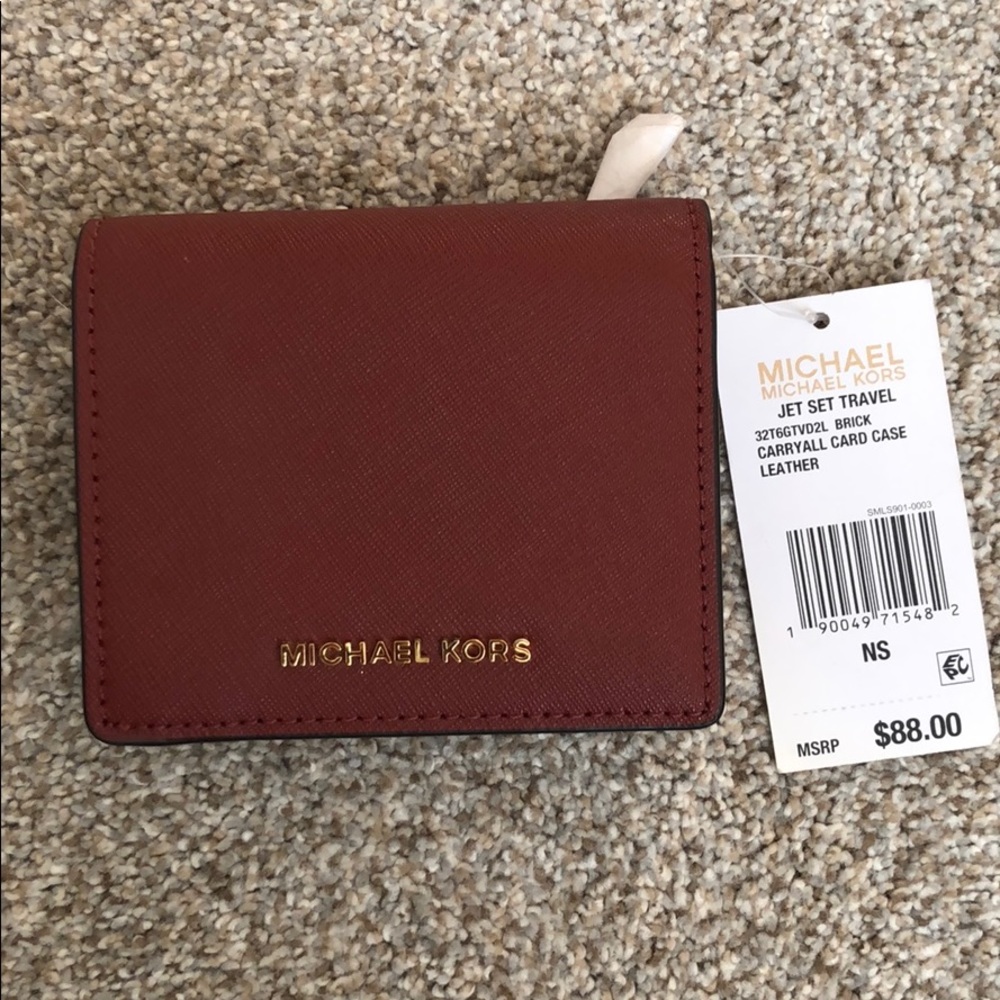 MICHAEL KORS
MICHAEL
MICHAEL KORS
JET SET TRAVEL
32T6GTVD2L BRICK
CARRYALL CARD CASE
LEATHER
SMLS901-0003
1 90049 71548 2
NS
EPC
MSRP $88.00